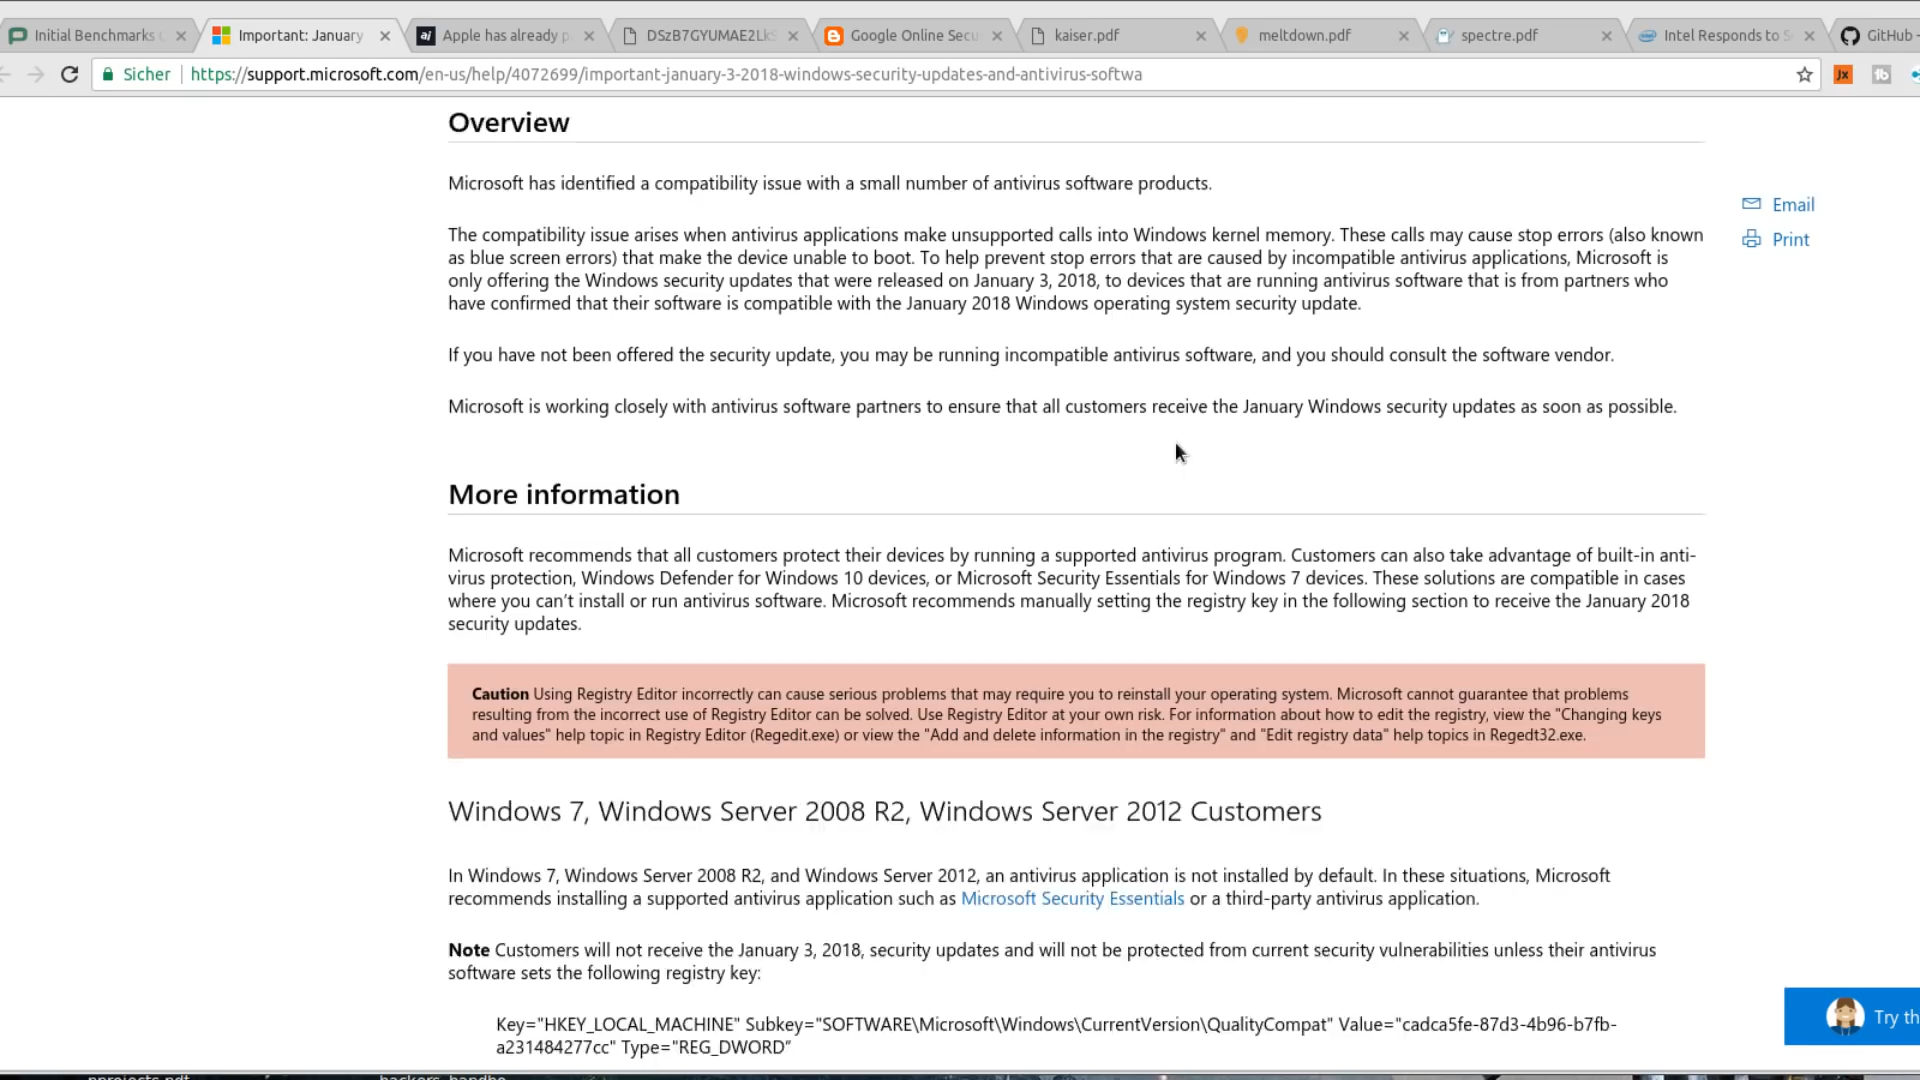 Initial Benchmarks
Important: January
Apple has already p
DSzB7GYUMAE2LkS
Google Online Secu
kaiser.pdf
meltdown.pdf
spectre.pdf
Intel Responds to S
GitHub -
Sicher
https://support.microsoft.com/en-us/help/4072699/important-january-3-2018-windows-security-updates-and-antivirus-softwa
Overview
Microsoft has identified a compatibility issue with a small number of antivirus software products.
Email
The compatibility issue arises when antivirus applications make unsupported calls into Windows kernel memory. These calls may cause stop errors (also known
Print
as blue screen errors) that make the device unable to boot. To help prevent stop errors that are caused by incompatible antivirus applications, Microsoft is
only offering the Windows security updates that were released on January 3, 2018, to devices that are running antivirus software that is from partners who
have confirmed that their software is compatible with the January 2018 Windows operating system security update.
If you have not been offered the security update, you may be running incompatible antivirus software, and you should consult the software vendor.
Microsoft is working closely with antivirus software partners to ensure that all customers receive the January Windows security updates as soon as possible.
More information
Microsoft recommends that all customers protect their devices by running a supported antivirus program. Customers can also take advantage of built-in anti-
virus protection, Windows Defender for Windows 10 devices, or Microsoft Security Essentials for Windows 7 devices. These solutions are compatible in cases
where you can't install or run antivirus software. Microsoft recommends manually setting the registry key in the following section to receive the January 2018
security updates.
Caution Using Registry Editor incorrectly can cause serious problems that may require you to reinstall your operating system. Microsoft cannot guarantee that problems
resulting from the incorrect use of Registry Editor can be solved. Use Registry Editor at your own risk. For information about how to edit the registry, view the "Changing keys
and values" help topic in Registry Editor (Regedit.exe) or view the "Add and delete information in the registry" and "Edit registry data" help topics in Regedt32.exe.
Windows 7, Windows Server 2008 R2, Windows Server 2012 Customers
In Windows 7, Windows Server 2008 R2, and Windows Server 2012, an antivirus application is not installed by default. In these situations, Microsoft
recommends installing a supported antivirus application such as Microsoft Security Essentials or a third-party antivirus application.
Note Customers will not receive the January 3, 2018, security updates and will not be protected from current security vulnerabilities unless their antivirus
software sets the following registry key:
Try th
Key="HKEY_LOCAL_MACHINE" Subkey="SOFTWARE\Microsoft\Windows\CurrentVersion\QualityCompat" Value="cadca5fe-87d3-4b96-b7fb-
a231484277cc" Type="REG_DWORD"